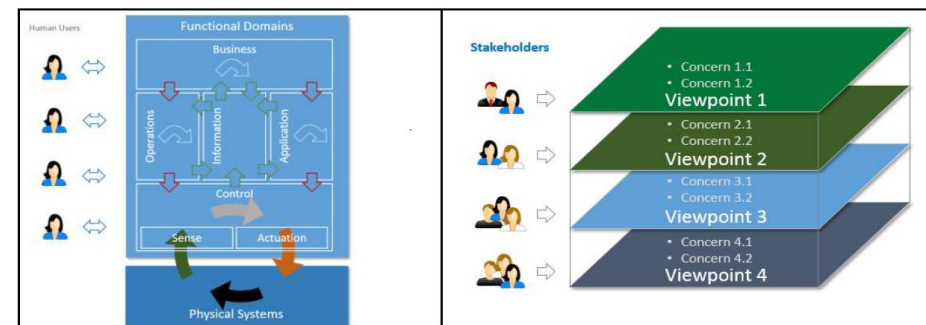 Human Users
Functional Domains
Business
Operations
Information
Application
Control
Sense
Actuation
Physical Systems
Stakeholders
• Concern 1.1
• Concern 1.2
Viewpoint 1
• Concern 2.1
• Concern 2.2
Viewpoint 2
• Concern 3.1
• Concern 3.2
Viewpoint 3
• Concern 4.1
• Concern 4.2
Viewpoint 4